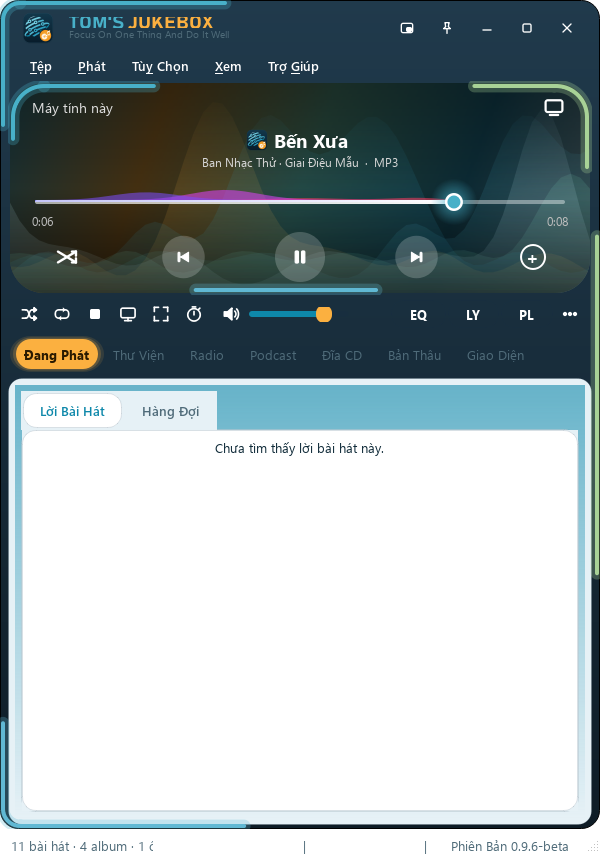 TOM'S JUKEBOX
Focus On One Thing And Do It Well
Tệp Phát Tùy Chọn Xem Trợ Giúp
Máy tính này
Bến Xưa
Ban Nhạc Thử · Giai Điệu Mẫu · MP3
0:06 0:08
EQ LY PL
Đang Phát Thư Viện Radio Podcast Đĩa CD Bản Thâu Giao Diện
Lời Bài Hát Hàng Đợi
Chưa tìm thấy lời bài hát này.
11 bài hát · 4 album · 1 Phiên Bản 0.9.6-beta